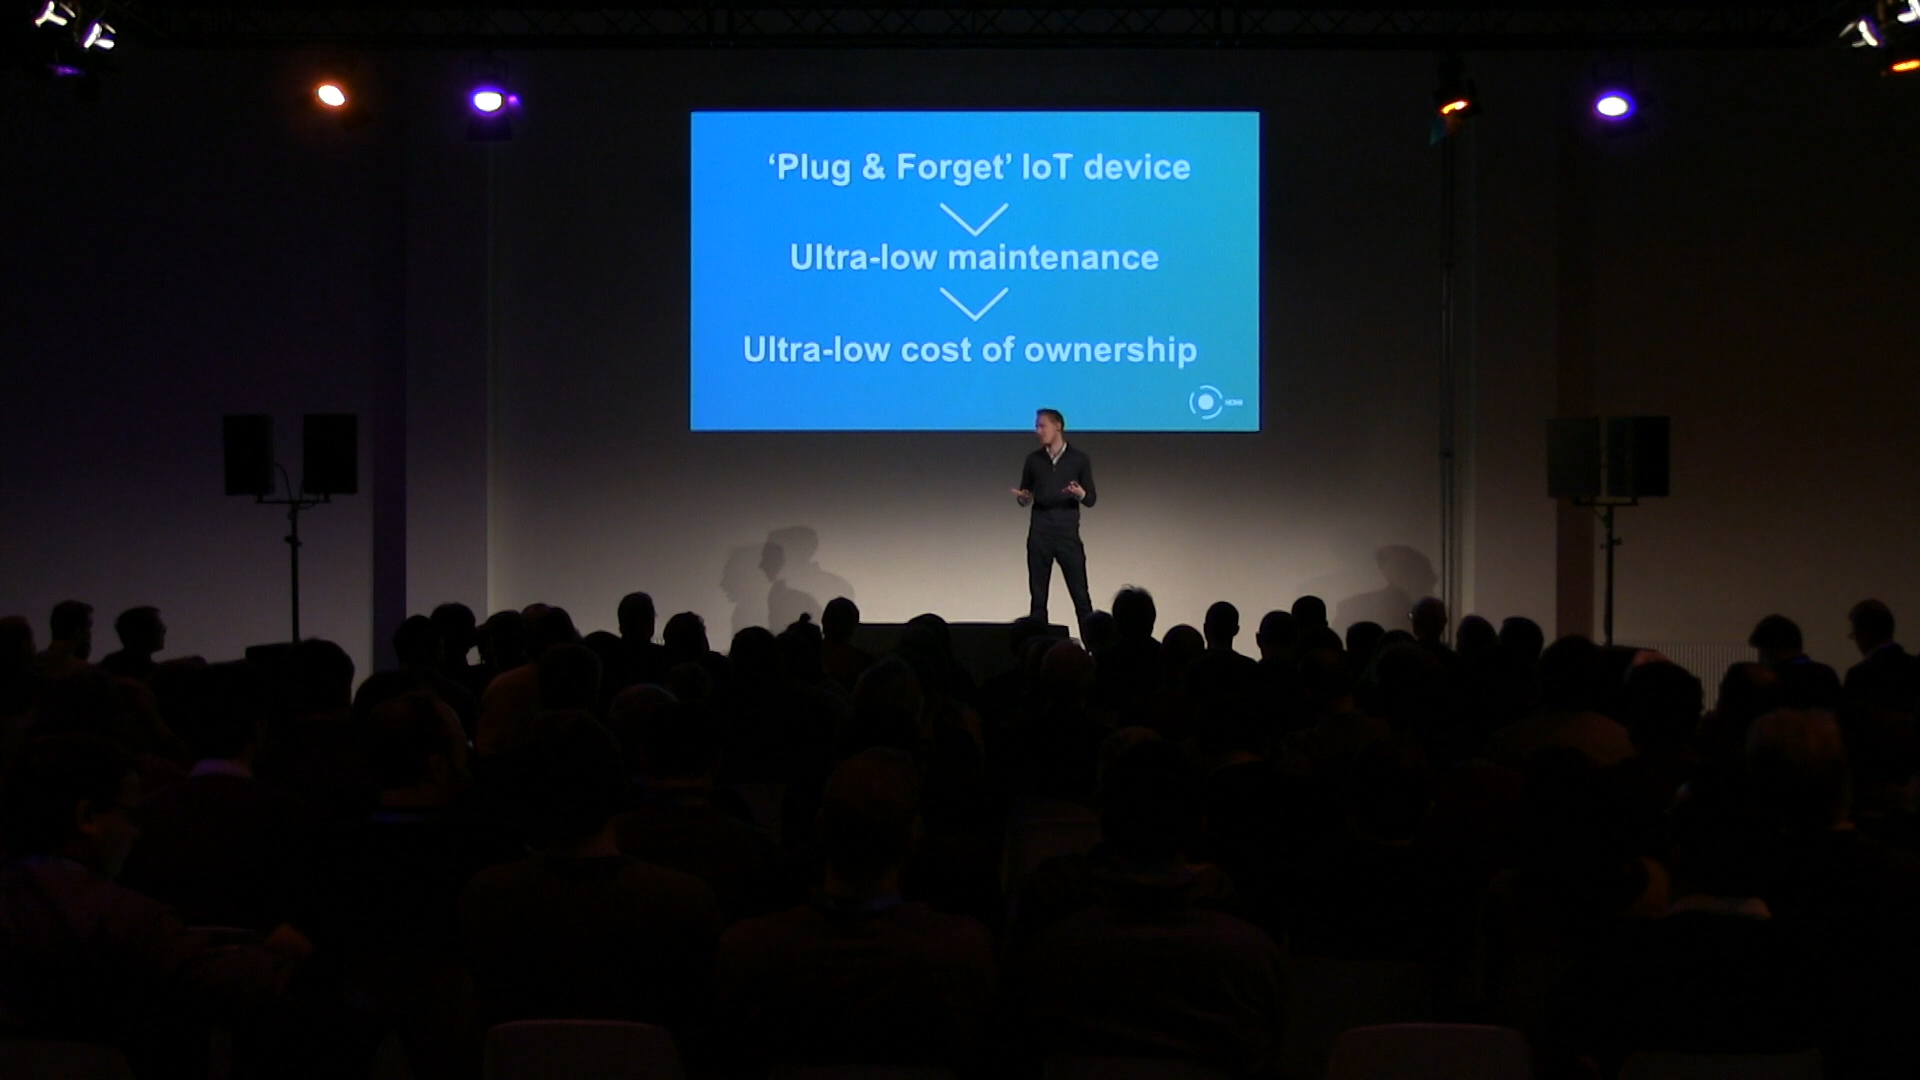 ‘Plug & Forget’ IoT device
Ultra-low maintenance
Ultra-low cost of ownership